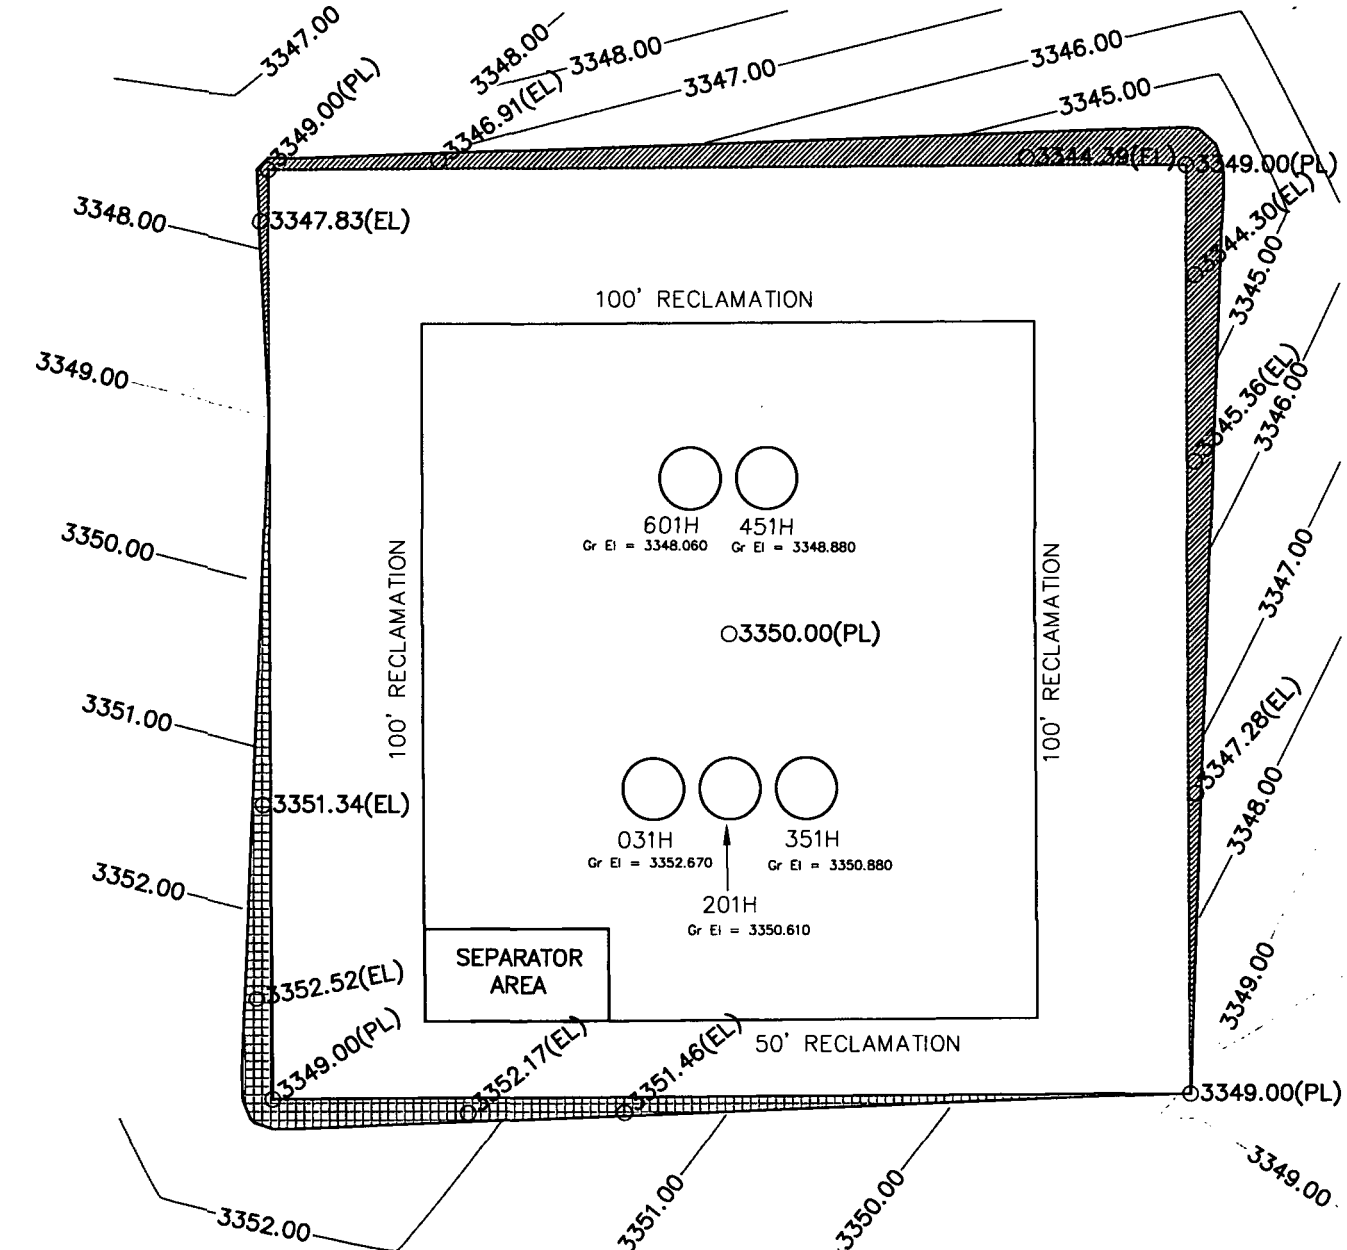 3347.00
3348.00
3348.00
3347.00
3346.00
3345.00
3349.00(PL)
3346.91(EL)
3344.39(EL)
3349.00(PL)
3348.00
3347.83(EL)
3344.30(EL)
3345.00
100' RECLAMATION
3349.00
3345.36(EL)
3346.00
601H
Gr El = 3348.060
451H
Gr El = 3348.880
3350.00
100' RECLAMATION
3350.00(PL)
100' RECLAMATION
3347.00
3351.00
3347.28(EL)
3351.34(EL)
3348.00
031H
Gr El = 3352.670
351H
Gr El = 3350.880
201H
Gr El = 3350.610
3352.00
SEPARATOR
AREA
3352.52(EL)
3349.00
3349.00(PL)
3352.17(EL)
3351.46(EL)
50' RECLAMATION
3349.00(PL)
3349.00
3352.00
3351.00
3350.00